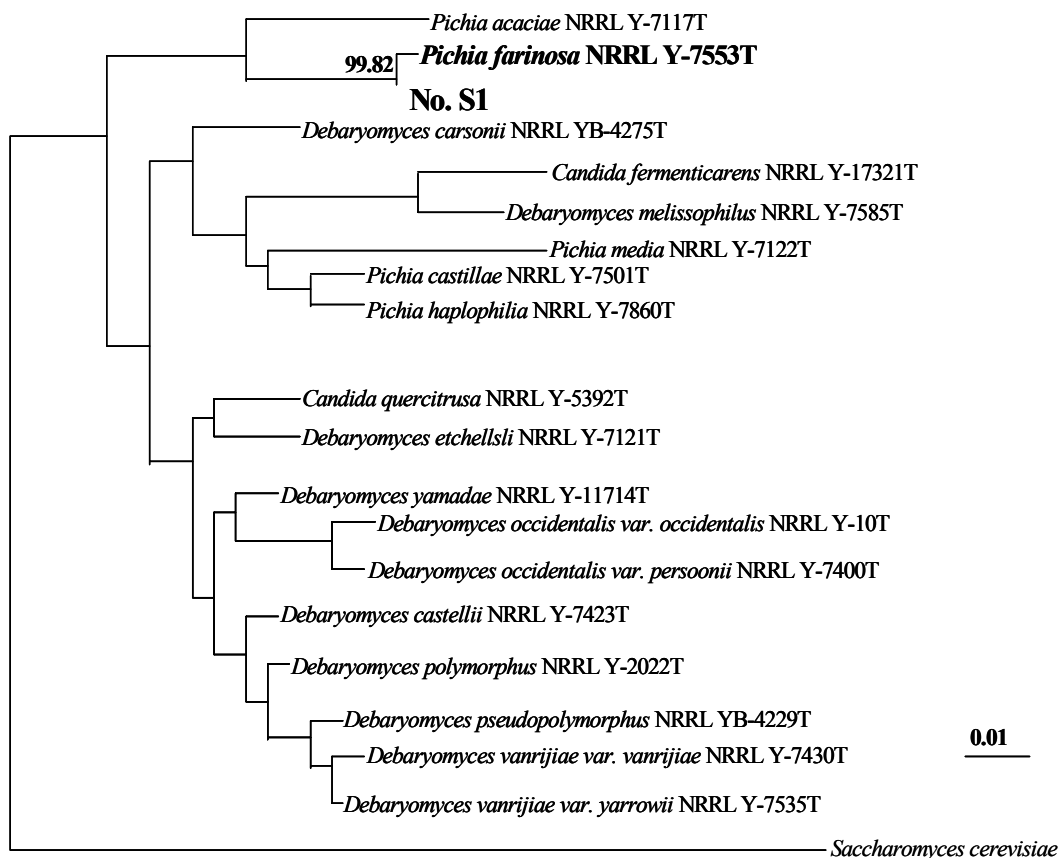 Pichia acaciae NRRL Y-7117T
99.82 Pichia farinosa NRRL Y-7553T
No. S1
Debaryomyces carsonii NRRL YB-4275T
Candida fermenticarens NRRL Y-17321T
Debaryomyces melissophilus NRRL Y-7585T
Pichia media NRRL Y-7122T
Pichia castillae NRRL Y-7501T
Pichia haplophilia NRRL Y-7860T
Candida quercitrusa NRRL Y-5392T
Debaryomyces etchellsli NRRL Y-7121T
Debaryomyces yamadae NRRL Y-11714T
Debaryomyces occidentalis var. occidentalis NRRL Y-10T
Debaryomyces occidentalis var. persoonii NRRL Y-7400T
Debaryomyces castellii NRRL Y-7423T
Debaryomyces polymorphus NRRL Y-2022T
Debaryomyces pseudopolymorphus NRRL YB-4229T
0.01
Debaryomyces vanrijiae var. vanrijiae NRRL Y-7430T
Debaryomyces vanrijiae var. yarrowii NRRL Y-7535T
Saccharomyces cerevisiae